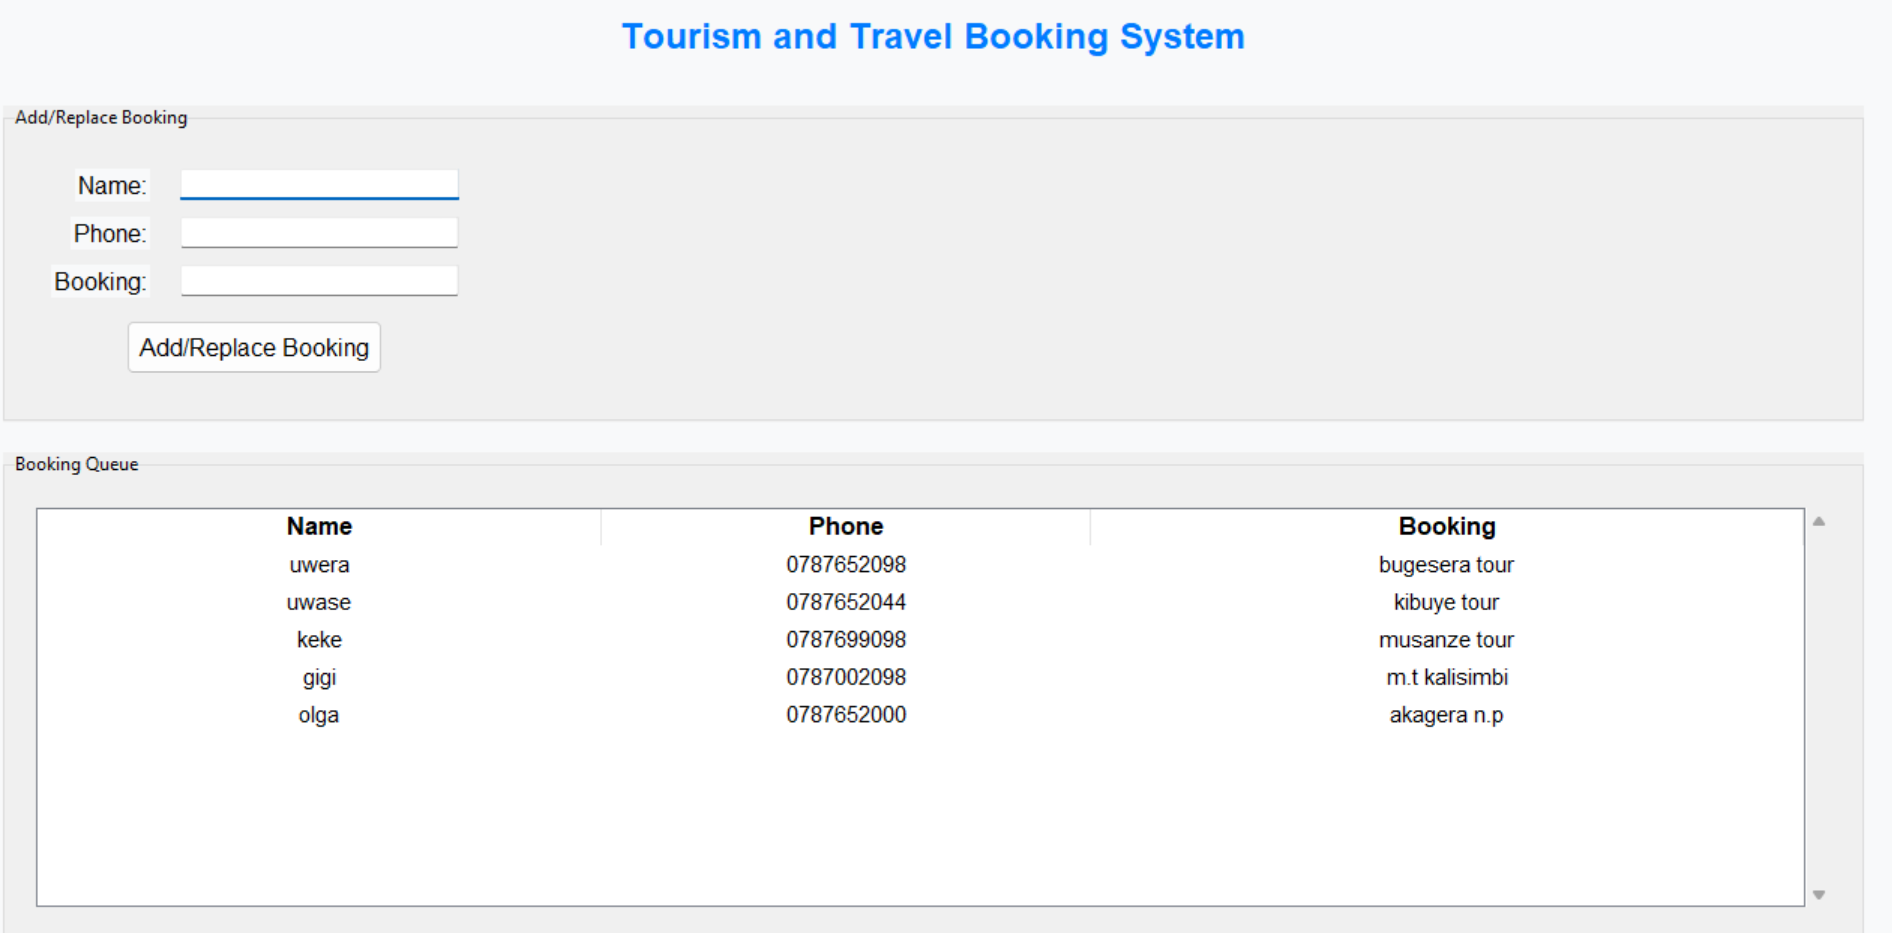 Tourism and Travel Booking System
Add/Replace Booking
Name:
Phone:
Booking:
Add/Replace Booking
Booking Queue
Name Phone Booking
uwera 0787652098 bugesera tour
uwase 0787652044 kibuye tour
keke 0787699098 musanze tour
gigi 0787002098 m.t kalisimbi
olga 0787652000 akagera n.p